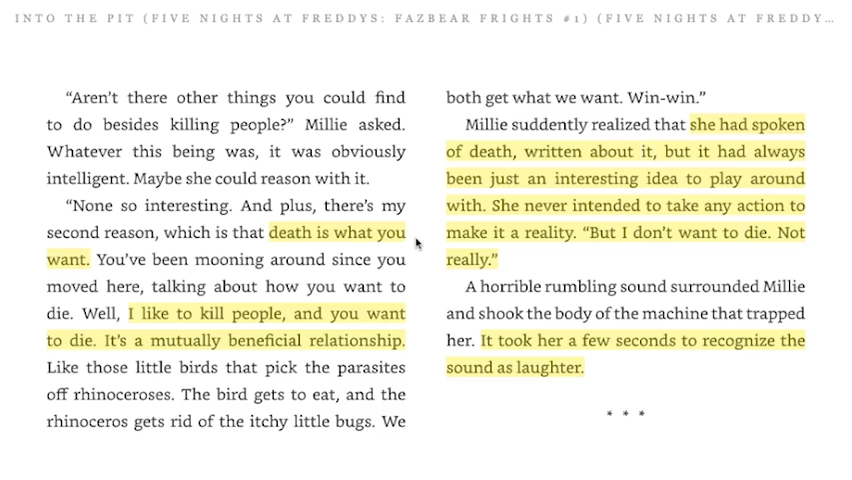 INTO THE PIT (FIVE NIGHTS AT FREDDYS: FAZBEAR FRIGHTS #1) (FIVE NIGHTS AT FREDDY...
“Aren’t there other things you could find
to do besides killing people?” Millie asked.
Whatever this being was, it was obviously
intelligent. Maybe she could reason with it.
“None so interesting. And plus, there’s my
second reason, which is that death is what you
want. You’ve been mooning around since you
moved here, talking about how you want to
die. Well, I like to kill people, and you want
to die. It’s a mutually beneficial relationship.
Like those little birds that pick the parasites
off rhinoceroses. The bird gets to eat, and the
rhinoceros gets rid of the itchy little bugs. We
both get what we want. Win-win.”
Millie suddenly realized that she had spoken
of death, written about it, but it had always
been just an interesting idea to play around
with. She never intended to take any action to
make it a reality. “But I don’t want to die. Not
really.”
A horrible rumbling sound surrounded Millie
and shook the body of the machine that trapped
her. It took her a few seconds to recognize the
sound as laughter.
* * *